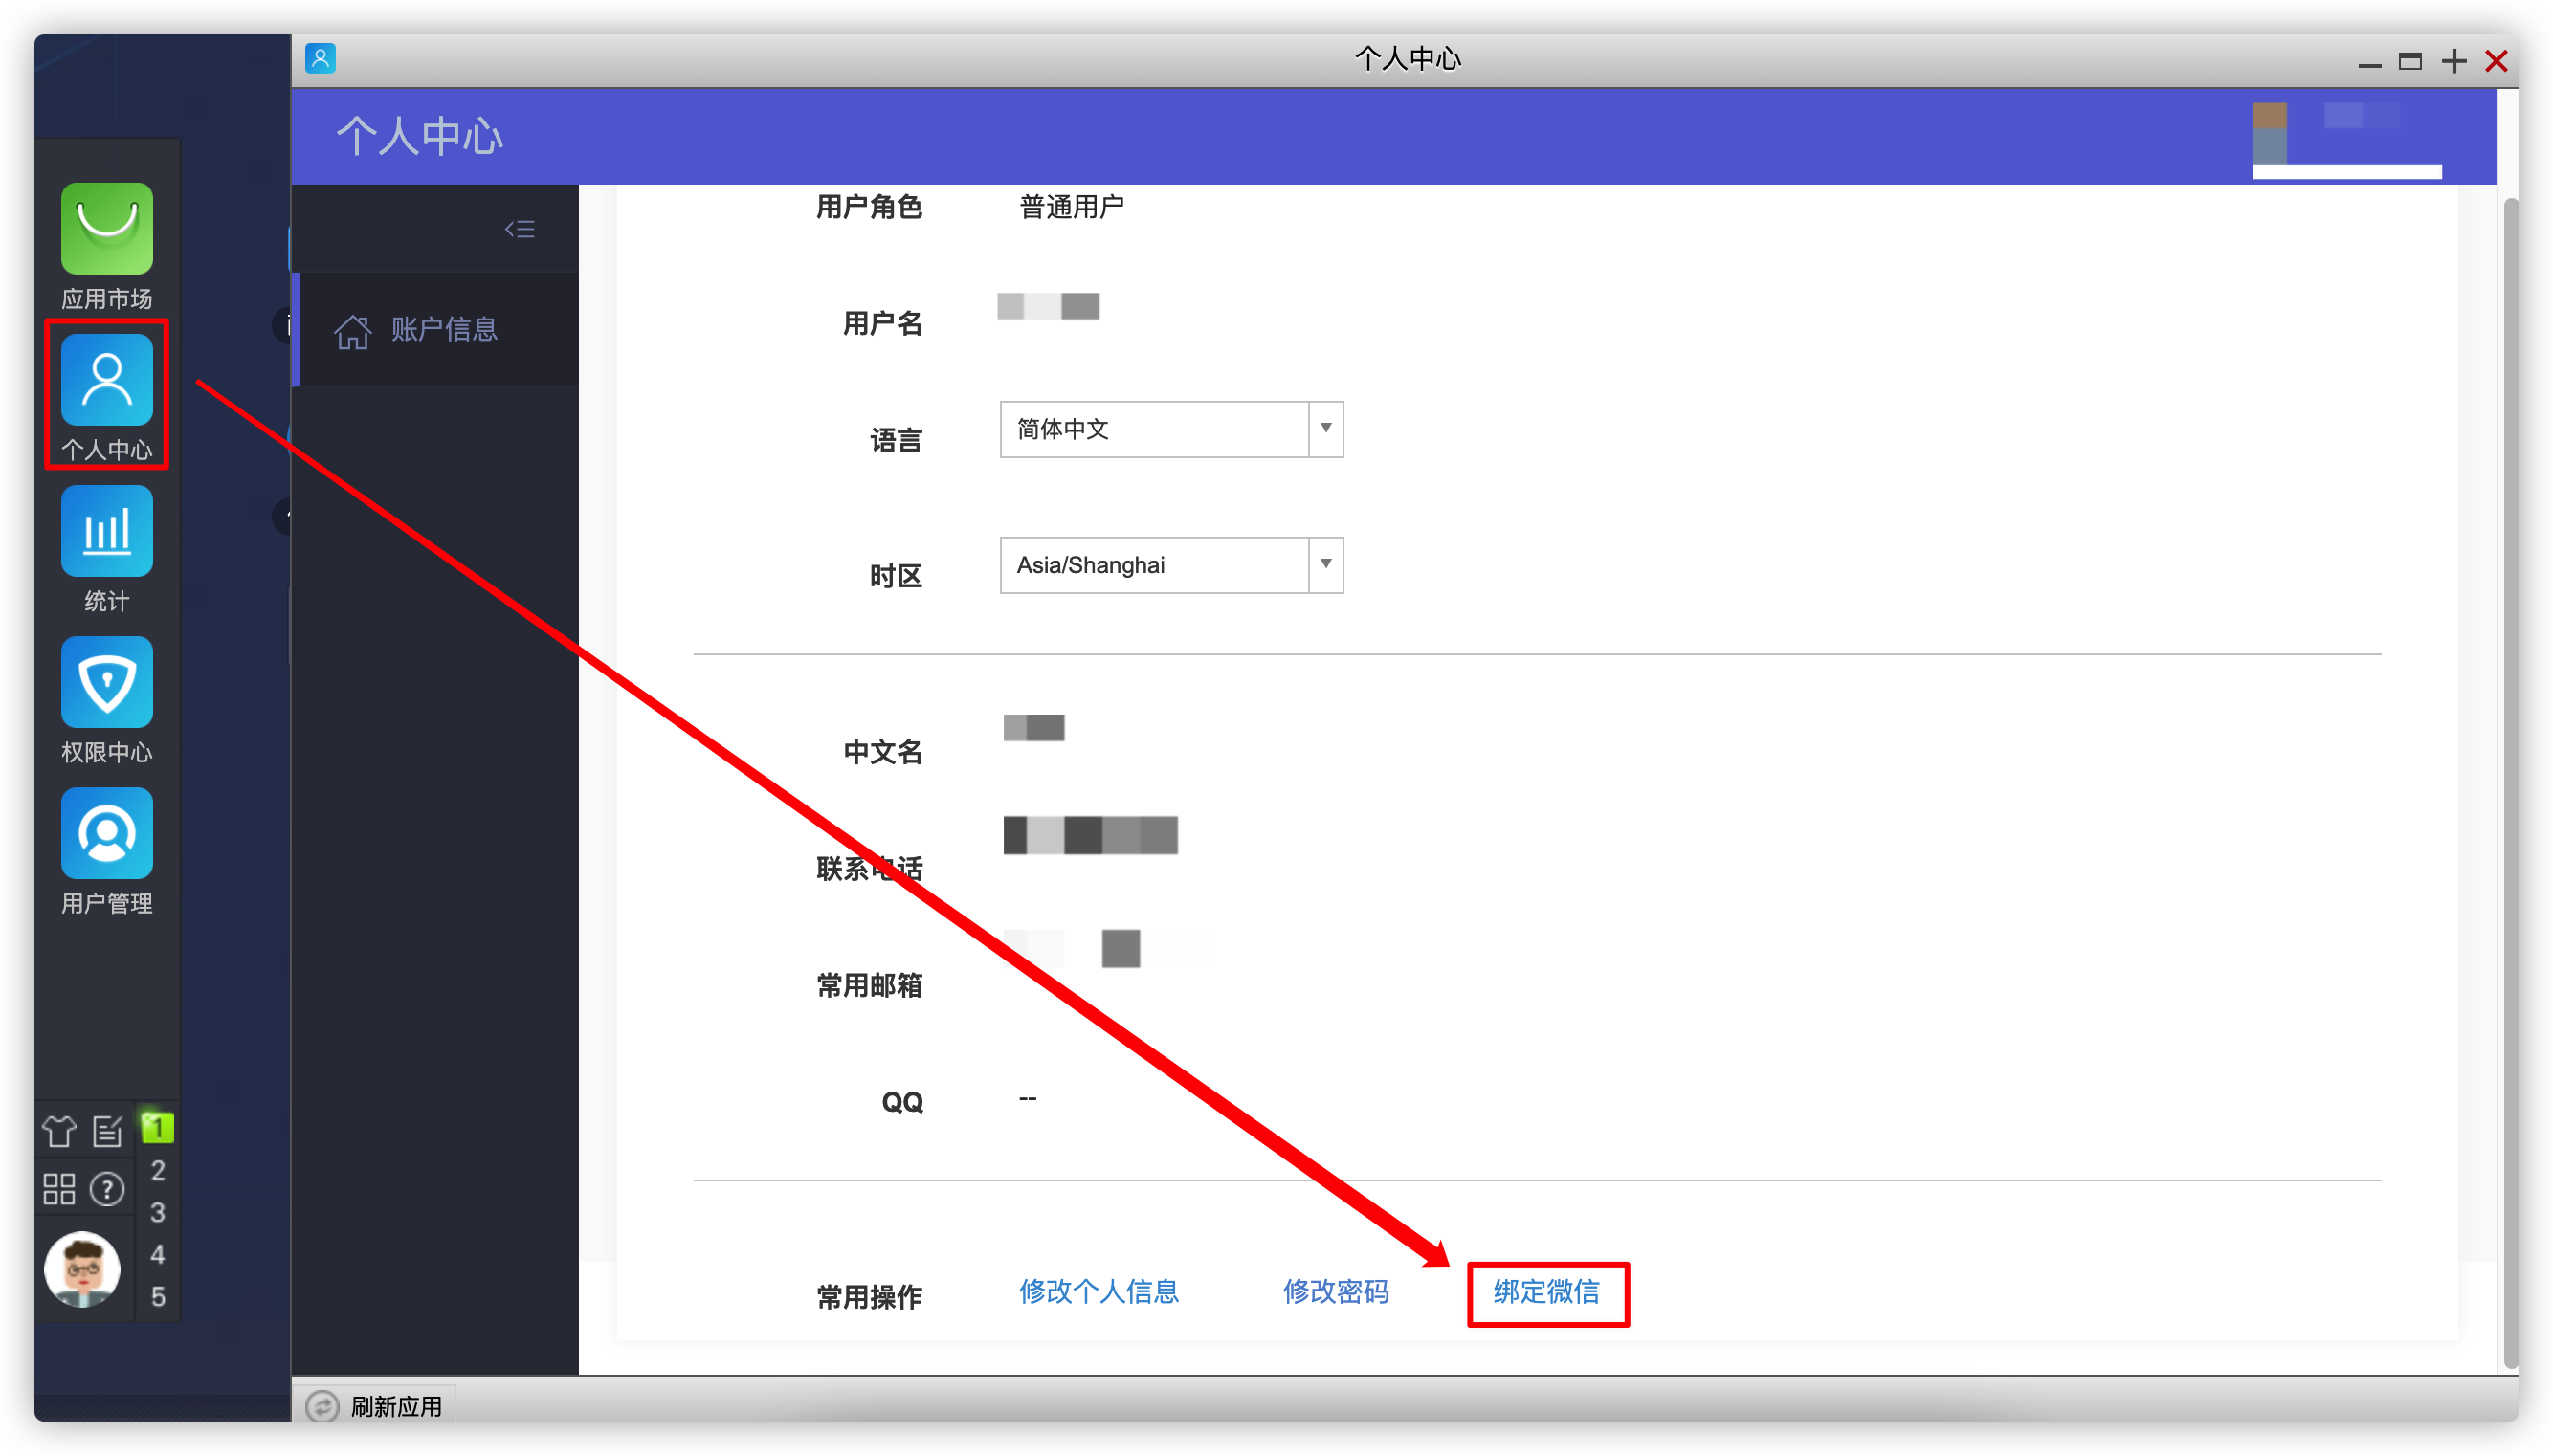 个人中心
个人中心
应用市场
个人中心
统计
权限中心
用户管理
1
2
3
4
5
账户信息
用户角色 普通用户
用户名
语言 简体中文
时区 Asia/Shanghai
中文名
联系电话
常用邮箱
QQ --
常用操作 修改个人信息 修改密码 绑定微信
刷新应用